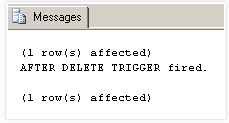 Messages
(1 row(s) affected)
AFTER DELETE TRIGGER fired.
(1 row(s) affected)